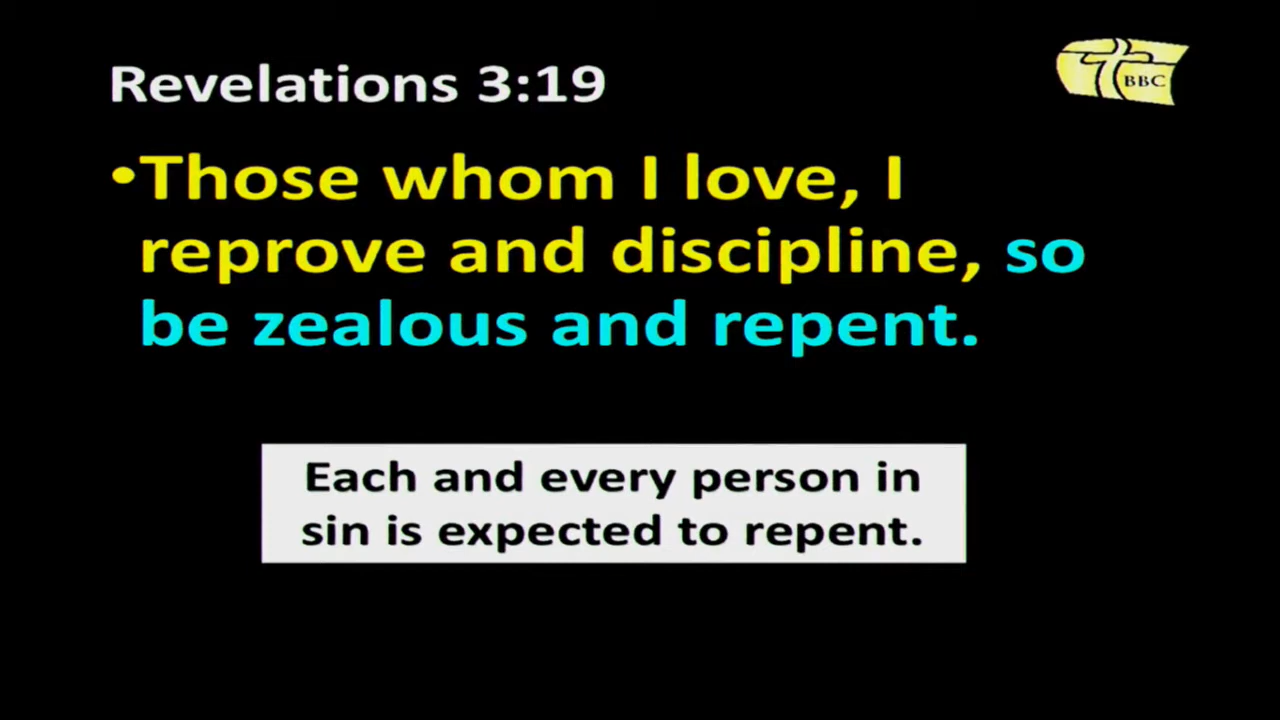 Revelations 3:19
BBC
•Those whom I love, I
reprove and discipline, so
be zealous and repent.
Each and every person in
sin is expected to repent.